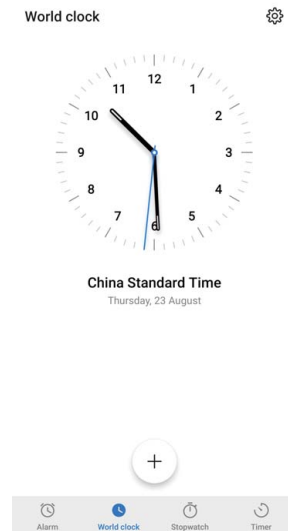 World clock
12
11 1
10 2
9 3
8 4
7 5
6
China Standard Time
Thursday, 23 August
Alarm World clock Stopwatch Timer